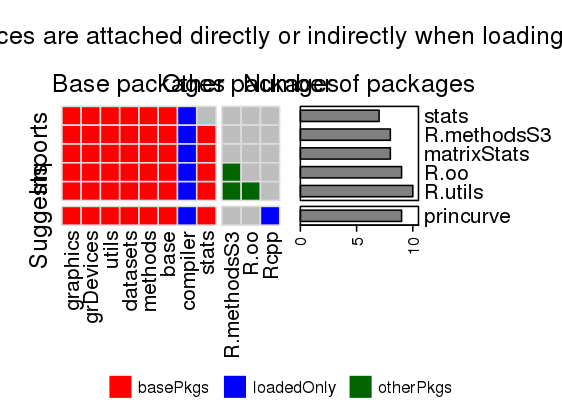 ces are attached directly or indirectly when loading
Base packages Other packages Numbers of packages
Imports
Suggests
stats
R.methodsS3
matrixStats
R.oo
R.utils
princurve
graphics
grDevices
utils
datasets
methods
base
compiler
stats
R.methodsS3
R.oo
Rcpp
0 5 10
basePkgs loadedOnly otherPkgs